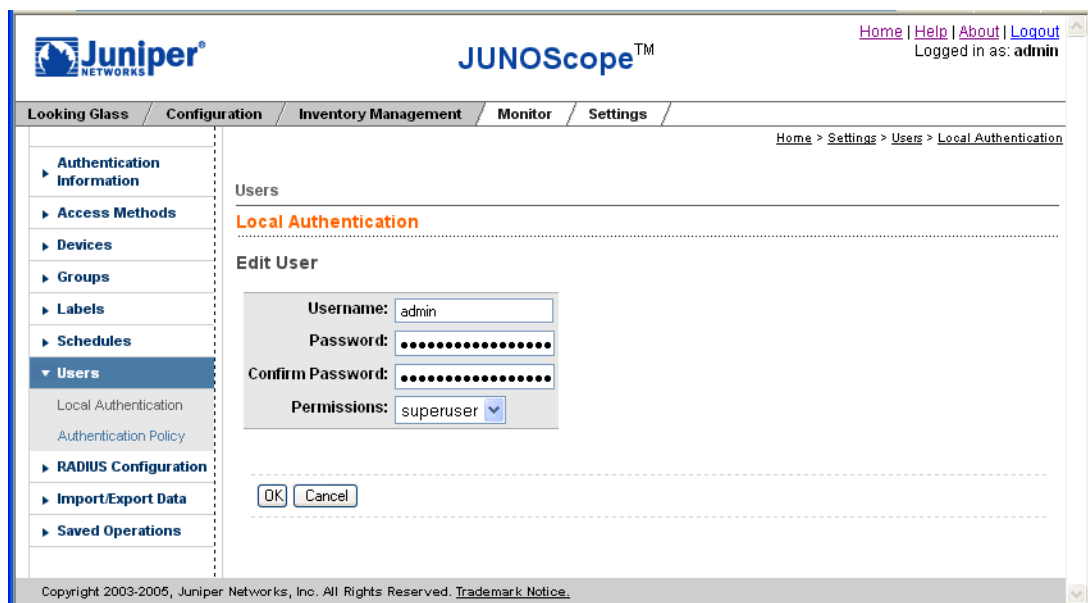 Home | Help | About | Logout
Logged in as: admin
Juniper®
NETWORKS
JUNOScope™
Looking Glass / Configuration / Inventory Management / Monitor / Settings /
Home > Settings > Users > Local Authentication
Authentication
Information
Access Methods
Devices
Groups
Labels
Schedules
Users
Local Authentication
Authentication Policy
RADIUS Configuration
Import/Export Data
Saved Operations
Users
Local Authentication
Edit User
Username: admin
Password: •••••••••••••••••
Confirm Password: •••••••••••••••••
Permissions: superuser
OK Cancel
Copyright 2003-2005, Juniper Networks, Inc. All Rights Reserved. Trademark Notice.